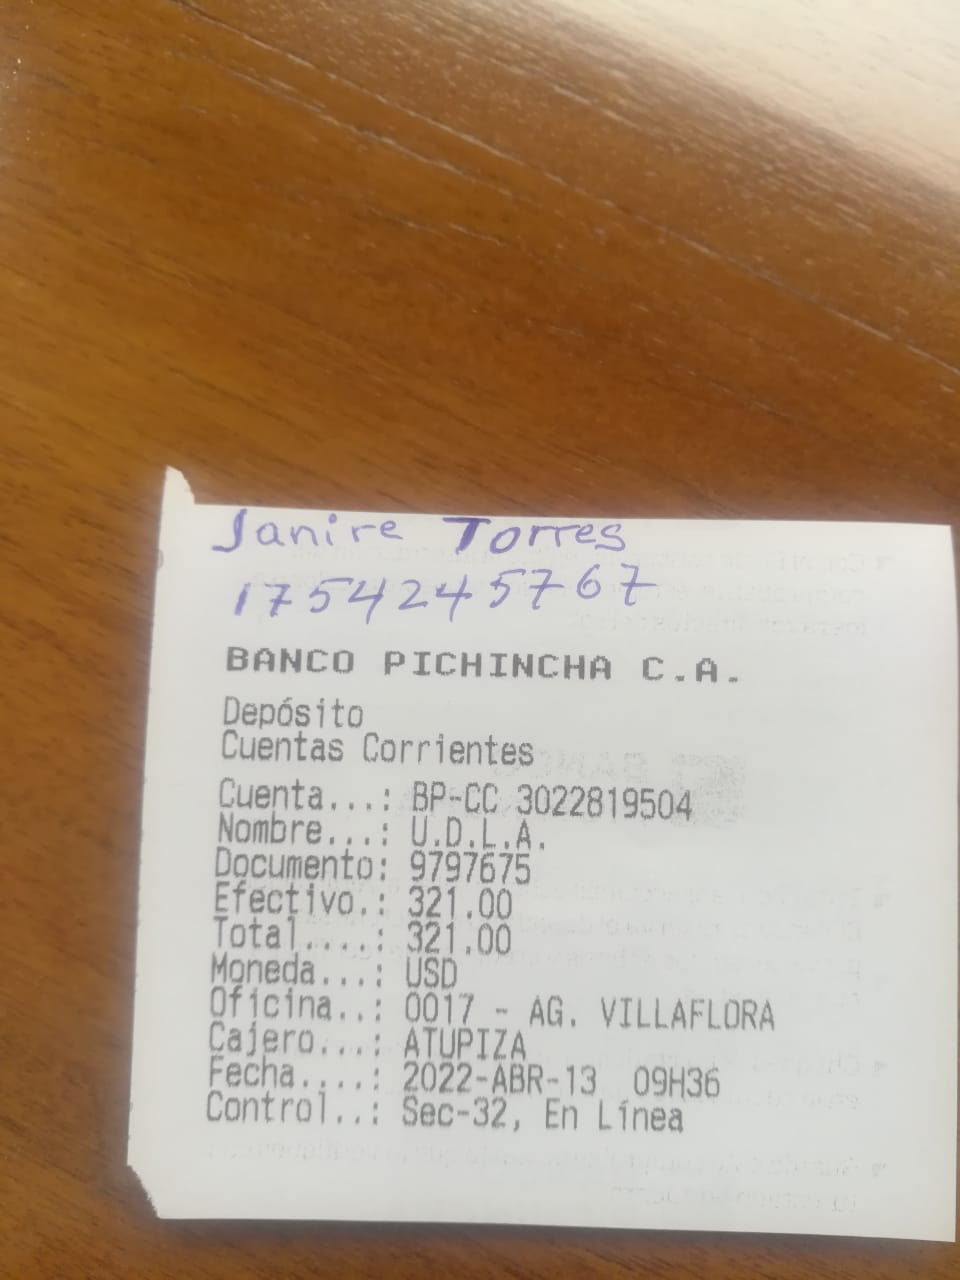 Janire Torres
1754245767
BANCO PICHINCHA C.A.
Depósito
Cuentas Corrientes
Cuenta...: BP-CC 3022819504
Nombre...: U.D.L.A.
Documento: 9797675
Efectivo.: 321.00
Total....: 321.00
Moneda...: USD
Oficina..: 0017 - AG. VILLAFLORA
Cajero...: ATUPIZA
Fecha....: 2022-ABR-13  09H36
Control..: Sec-32, En Línea